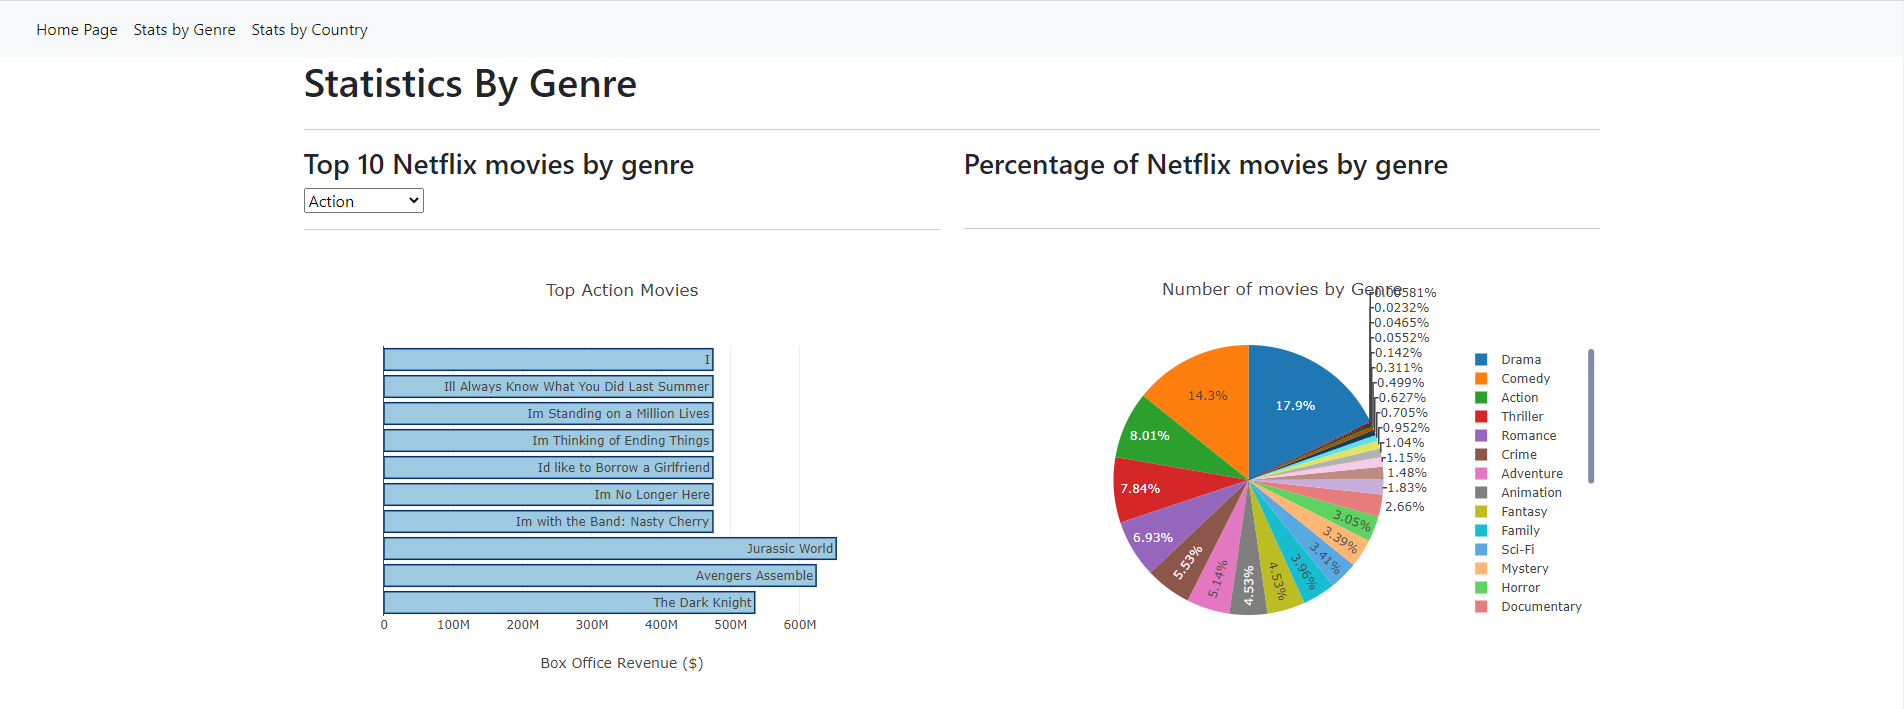 Home Page Stats by Genre Stats by Country
Statistics By Genre
Top 10 Netflix movies by genre
Action
Percentage of Netflix movies by genre
Top Action Movies
I
Ill Always Know What You Did Last Summer
Im Standing on a Million Lives
Im Thinking of Ending Things
Id like to Borrow a Girlfriend
Im No Longer Here
Im with the Band: Nasty Cherry
Jurassic World
Avengers Assemble
The Dark Knight
0 100M 200M 300M 400M 500M 600M
Box Office Revenue ($)
Number of movies by Genre
0.00581%
0.0232%
0.0465%
0.0552%
0.142%
0.311%
0.499%
0.627%
0.705%
0.952%
1.04%
1.15%
1.48%
1.83%
2.66%
17.9%
14.3%
8.01%
7.84%
6.93%
5.53%
5.14%
4.53%
4.53%
3.96%
3.41%
3.39%
3.05%
Drama
Comedy
Action
Thriller
Romance
Crime
Adventure
Animation
Fantasy
Family
Sci-Fi
Mystery
Horror
Documentary